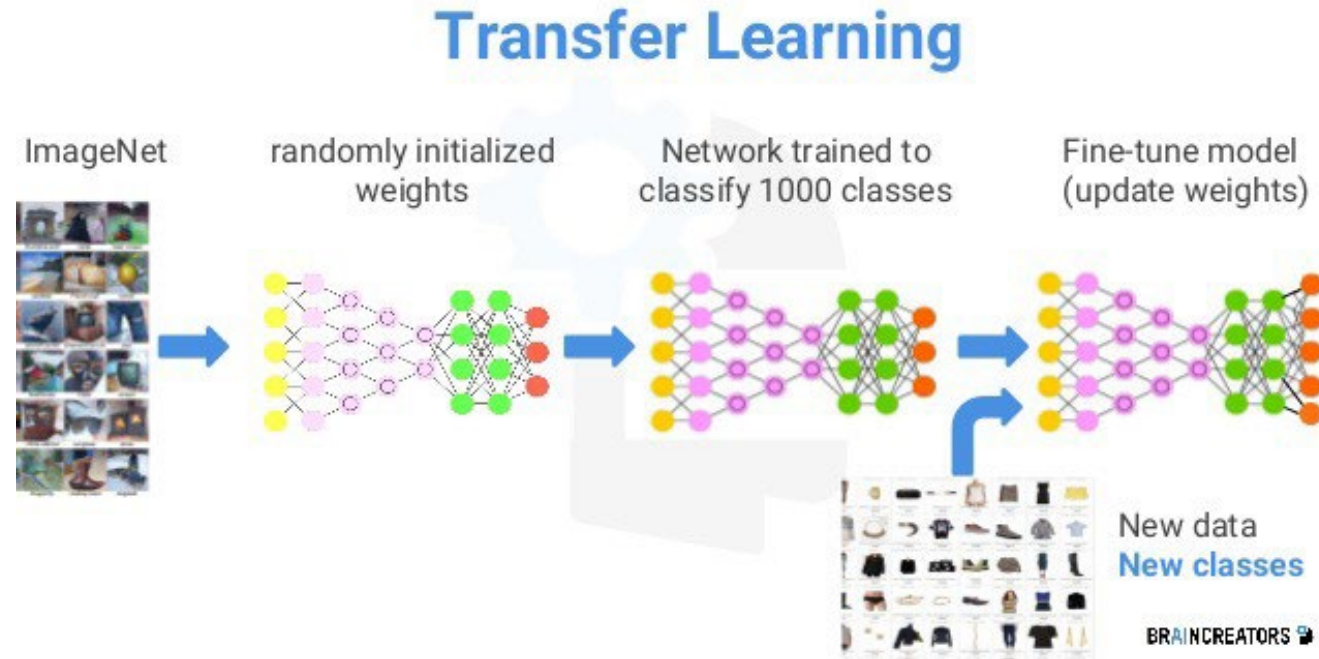 Transfer Learning
ImageNet
randomly initialized
weights
Network trained to
classify 1000 classes
Fine-tune model
(update weights)
New data
New classes
BRAINCREATORS